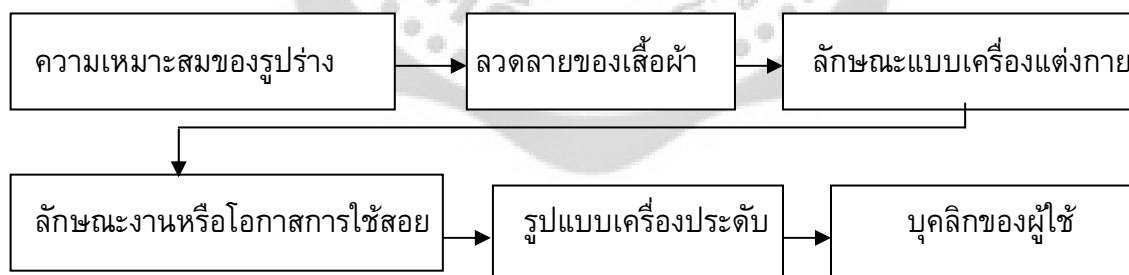 ความเหมาะสมของรูปร่าง
ลวดลายของเสื้อผ้า
ลักษณะแบบเครื่องแต่งกาย
ลักษณะงานหรือโอกาสการใช้สอย
รูปแบบเครื่องประดับ
บุคลิกของผู้ใช้